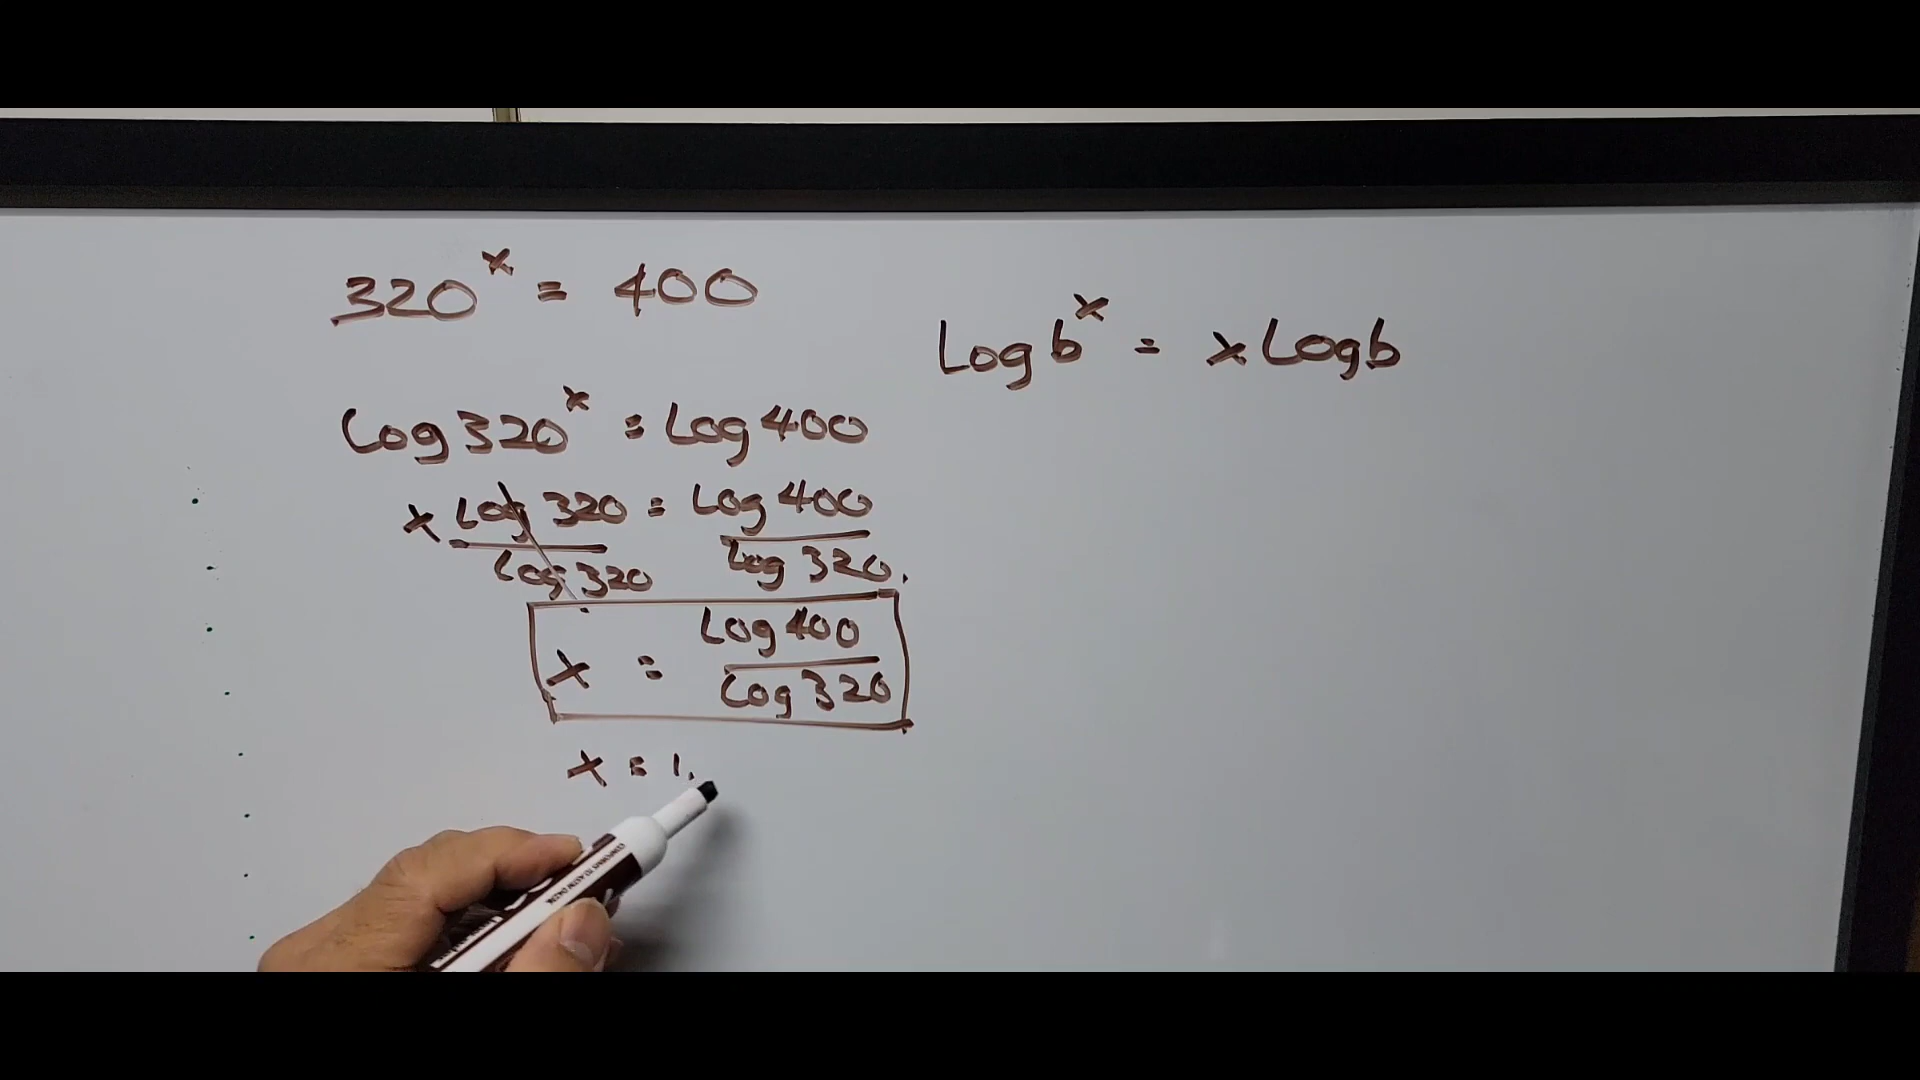 320^x = 400
Log b^x = x Log b
Log 320^x = Log 400
x Log 320 / Log 320 = Log 400 / Log 320.
x = Log 400 / Log 320
x = 1.